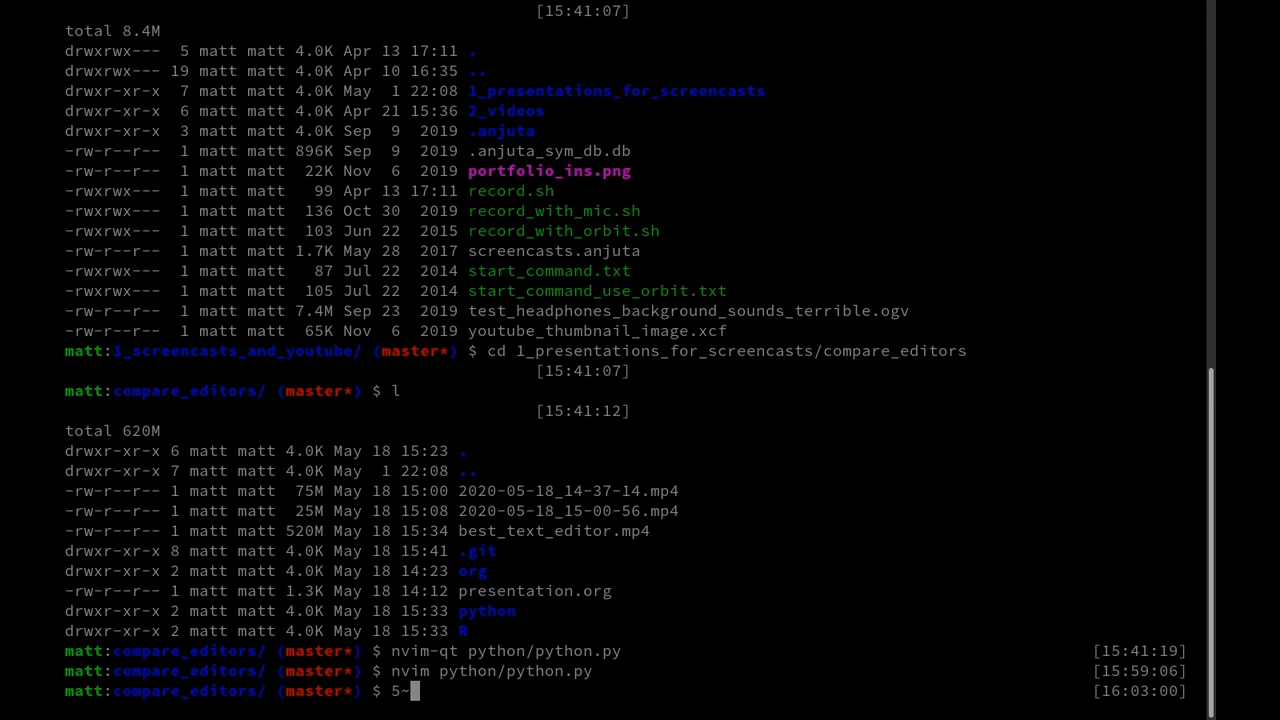 [15:41:07]
total 8.4M
drwxrwx---  5 matt matt 4.0K Apr 13 17:11 .
drwxrwx--- 19 matt matt 4.0K Apr 10 16:35 ..
drwxr-xr-x  7 matt matt 4.0K May  1 22:08 1_presentations_for_screencasts
drwxr-xr-x  6 matt matt 4.0K Apr 21 15:36 2_videos
drwxr-xr-x  3 matt matt 4.0K Sep  9  2019 .anjuta
-rw-r--r--  1 matt matt 896K Sep  9  2019 .anjuta_sym_db.db
-rw-r--r--  1 matt matt  22K Nov  6  2019 portfolio_ins.png
-rwxrwx---  1 matt matt   99 Apr 13 17:11 record.sh
-rwxrwx---  1 matt matt  136 Oct 30  2019 record_with_mic.sh
-rwxrwx---  1 matt matt  103 Jun 22  2015 record_with_orbit.sh
-rw-r--r--  1 matt matt 1.7K May 28  2017 screencasts.anjuta
-rwxrwx---  1 matt matt   87 Jul 22  2014 start_command.txt
-rwxrwx---  1 matt matt  105 Jul 22  2014 start_command_use_orbit.txt
-rw-r--r--  1 matt matt 7.4M Sep 23  2019 test_headphones_background_sounds_terrible.ogv
-rw-r--r--  1 matt matt  65K Nov  6  2019 youtube_thumbnail_image.xcf
matt:1_screencasts_and_youtube/ (master*) $ cd 1_presentations_for_screencasts/compare_editors
[15:41:07]
matt:compare_editors/ (master*) $ l
[15:41:12]
total 620M
drwxr-xr-x 6 matt matt 4.0K May 18 15:23 .
drwxr-xr-x 7 matt matt 4.0K May  1 22:08 ..
-rw-r--r-- 1 matt matt  75M May 18 15:00 2020-05-18_14-37-14.mp4
-rw-r--r-- 1 matt matt  25M May 18 15:08 2020-05-18_15-00-56.mp4
-rw-r--r-- 1 matt matt 520M May 18 15:34 best_text_editor.mp4
drwxr-xr-x 8 matt matt 4.0K May 18 15:41 .git
drwxr-xr-x 2 matt matt 4.0K May 18 14:23 org
-rw-r--r-- 1 matt matt 1.3K May 18 14:12 presentation.org
drwxr-xr-x 2 matt matt 4.0K May 18 15:33 python
drwxr-xr-x 2 matt matt 4.0K May 18 15:33 R
matt:compare_editors/ (master*) $ nvim-qt python/python.py [15:41:19]
matt:compare_editors/ (master*) $ nvim python/python.py [15:59:06]
matt:compare_editors/ (master*) $ 5~ [16:03:00]